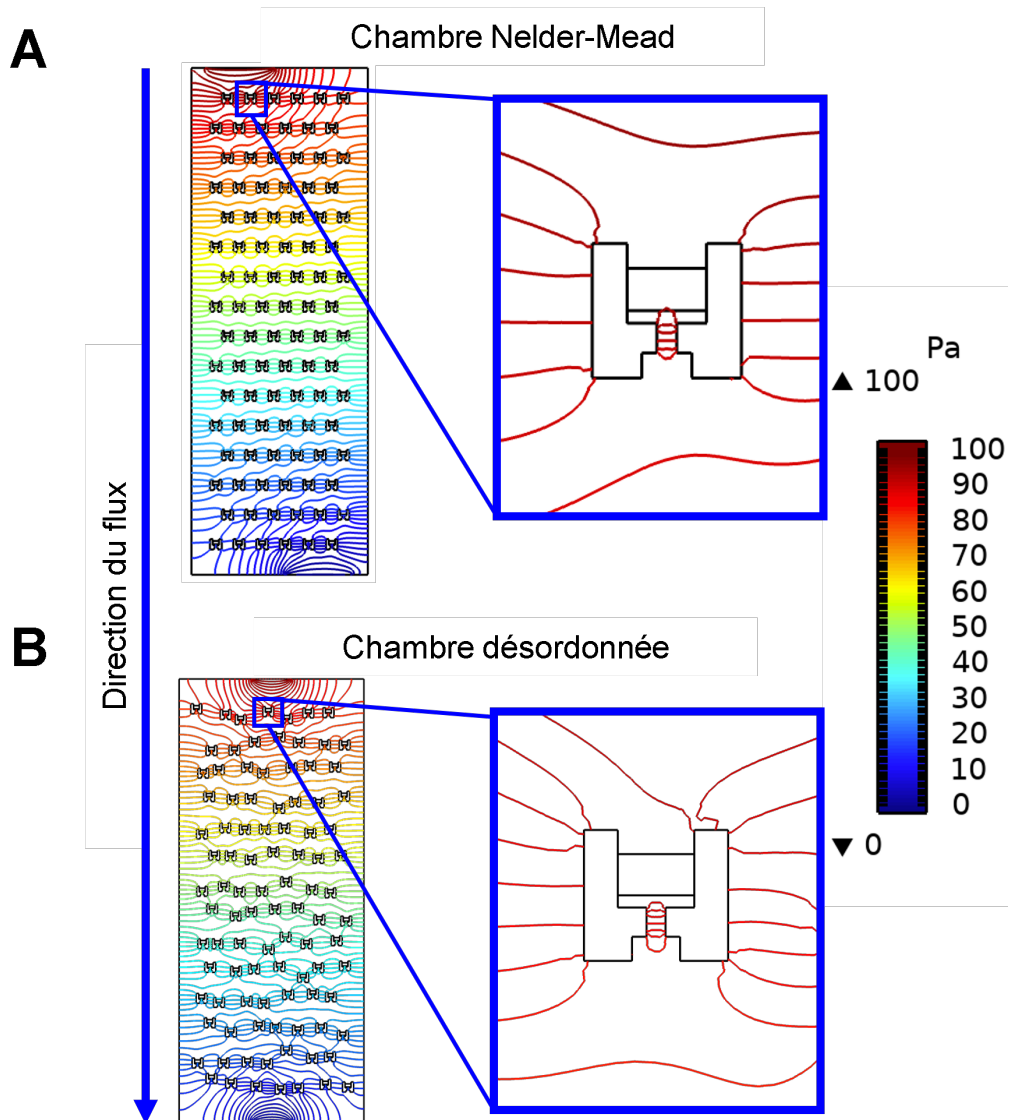 A
Chambre Nelder-Mead
Direction du flux
Pa
▲ 100
100
90
80
70
60
50
40
30
20
10
0
▼ 0
B
Chambre désordonnée